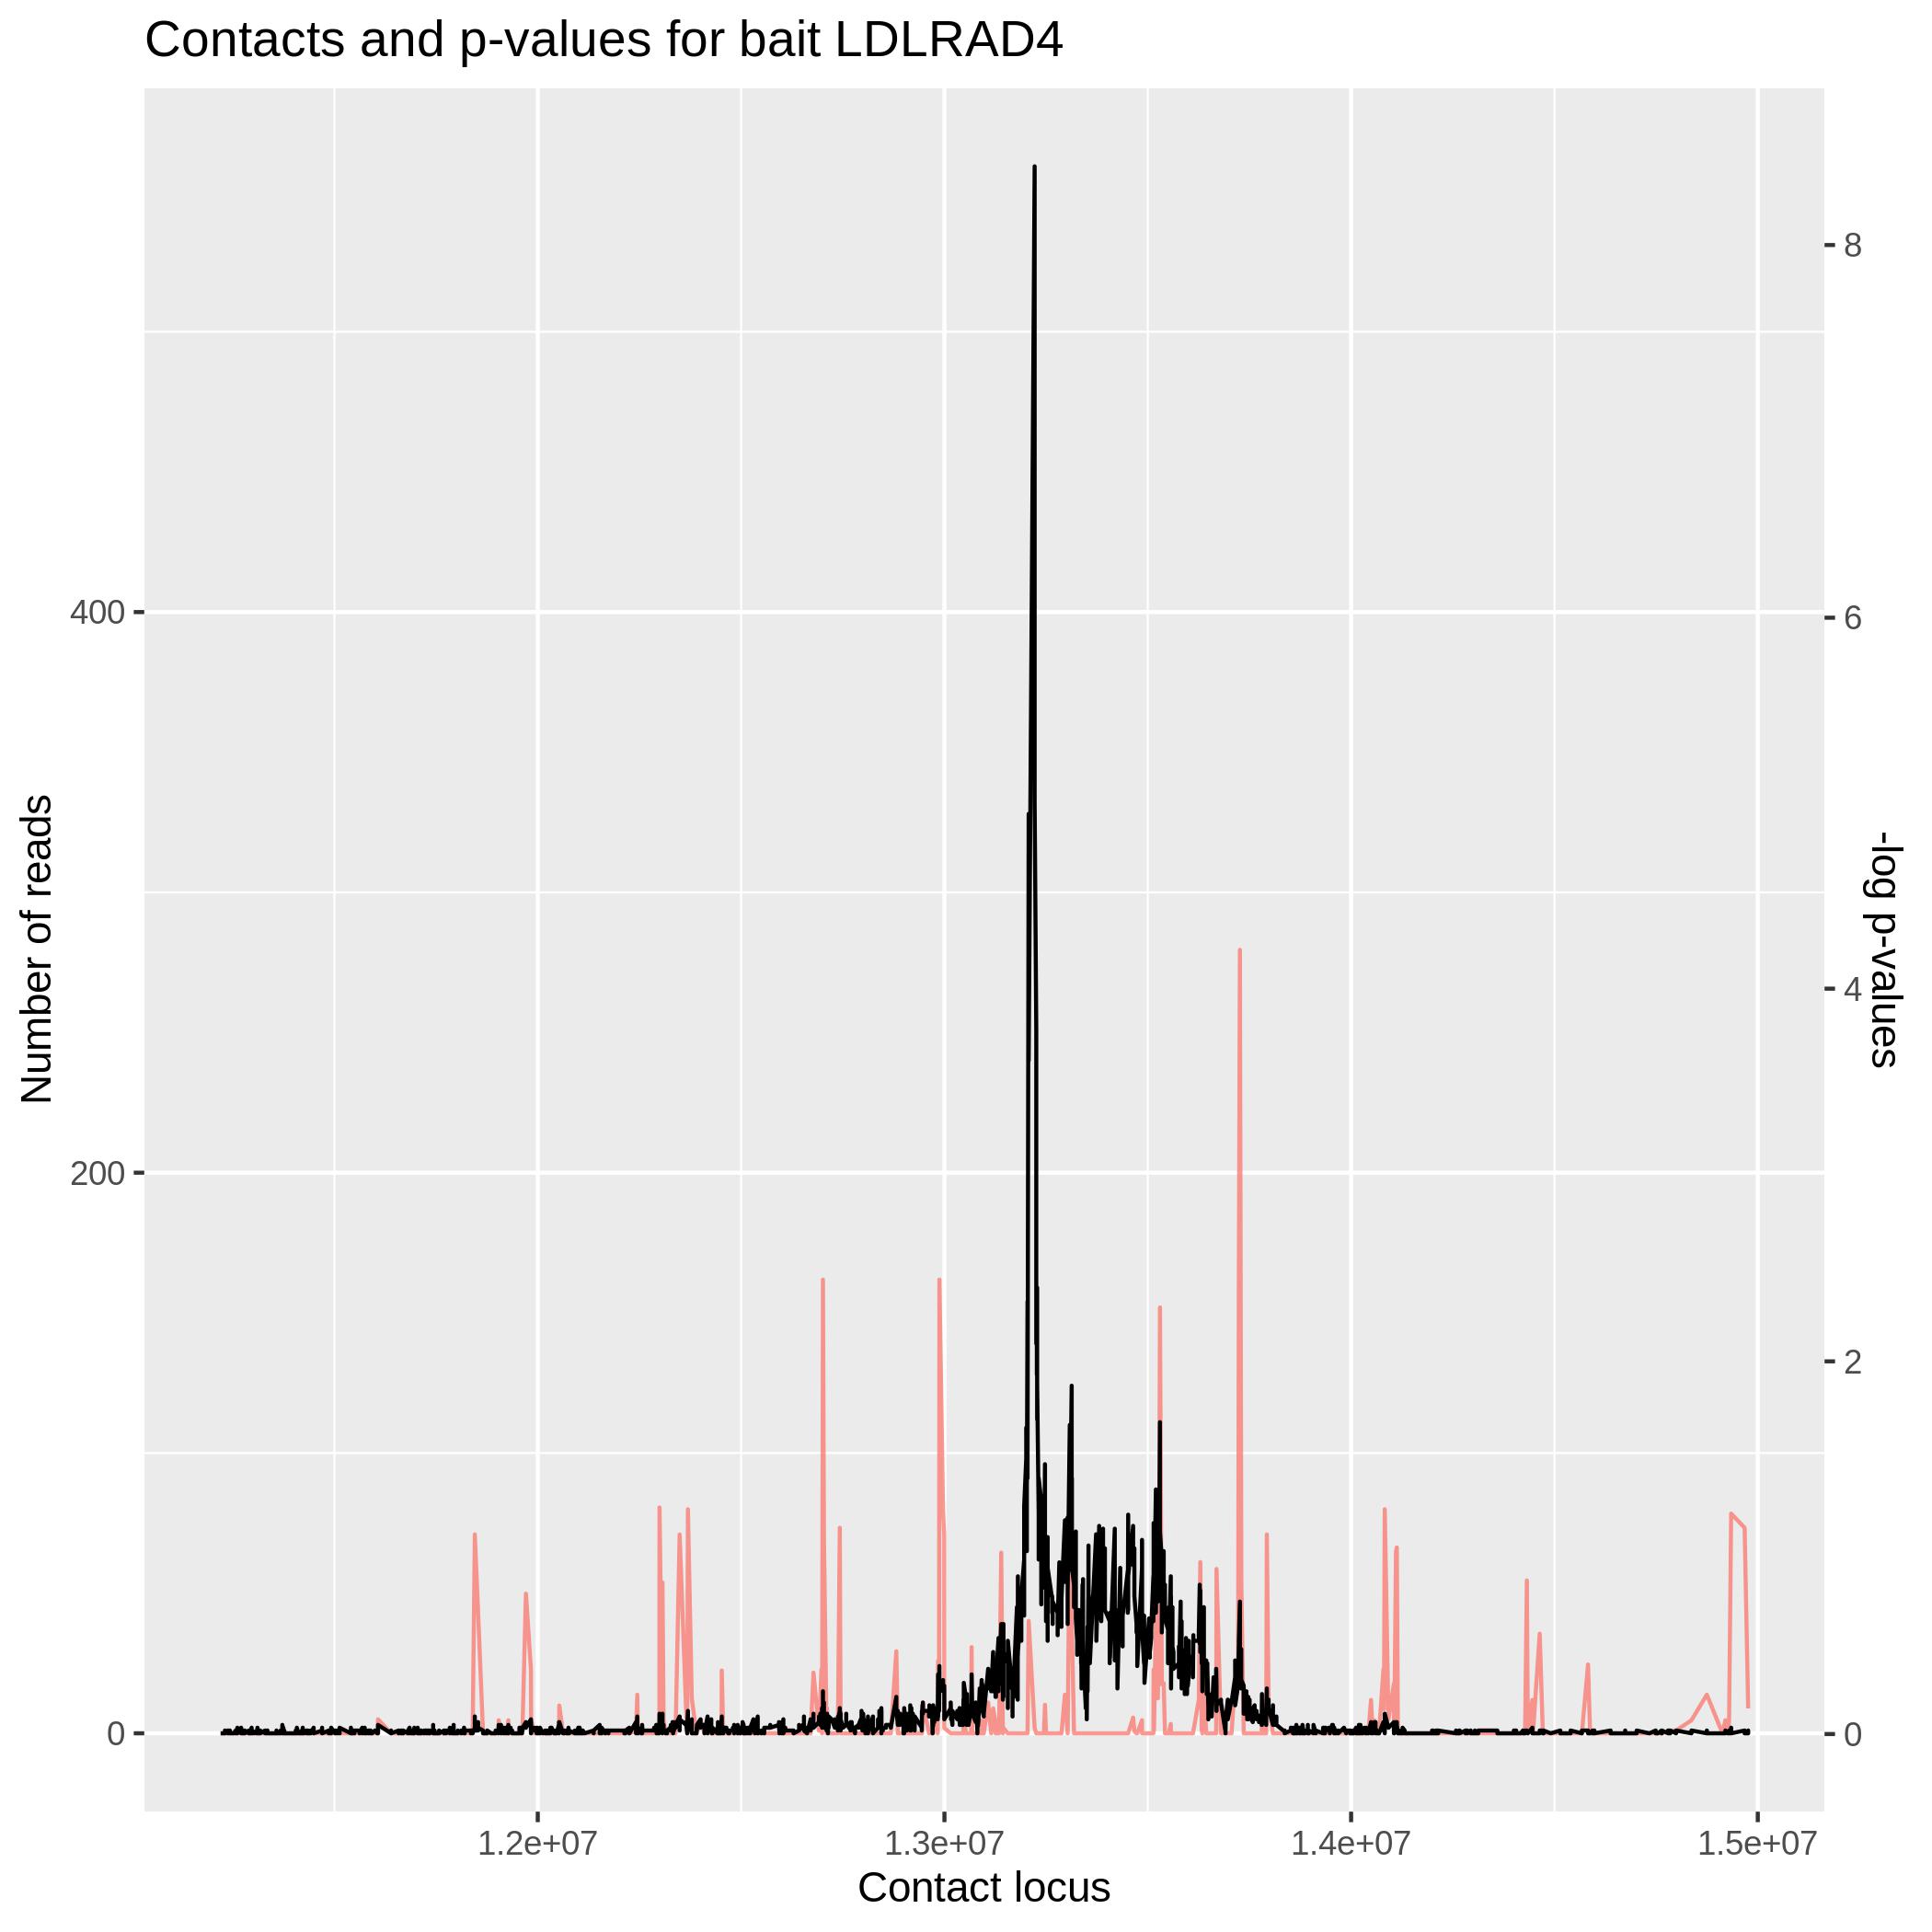 Contacts and p-values for bait LDLRAD4
Number of reads
400
200
0
8
6
4
2
0
-log p-values
1.2e+07
1.3e+07
1.4e+07
1.5e+07
Contact locus